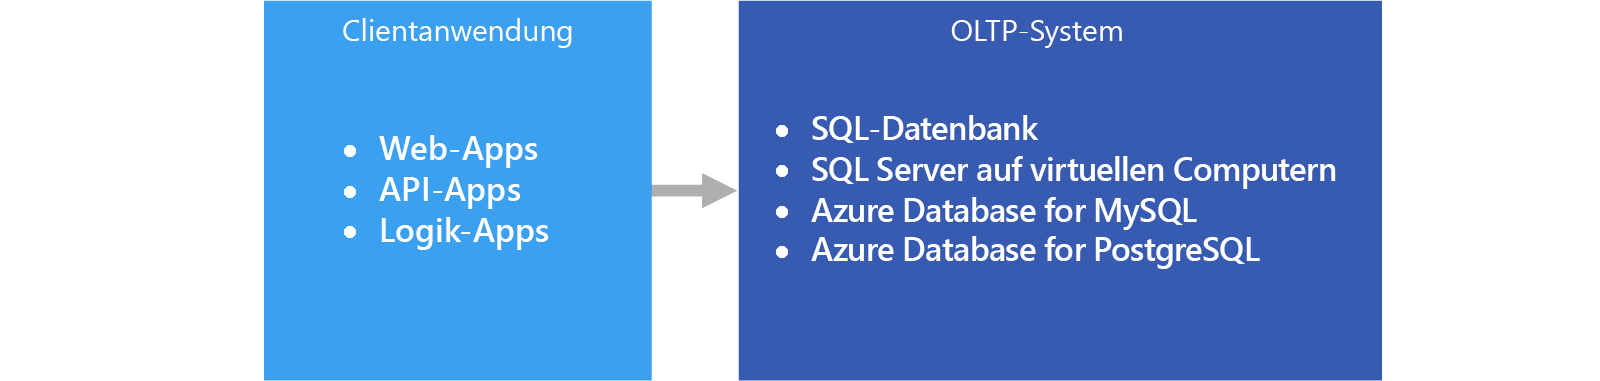 Clientanwendung
• Web-Apps
• API-Apps
• Logik-Apps
OLTP-System
• SQL-Datenbank
• SQL Server auf virtuellen Computern
• Azure Database for MySQL
• Azure Database for PostgreSQL